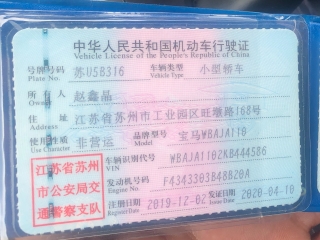 中华人民共和国机动车行驶证
Vehicle License of the People's Republic of China
号牌号码 苏U58316 车辆类型 小型轿车
Plate No. Vehicle Type
所有人 赵鑫晶
Owner
住址 江苏省苏州市工业园区旺墩路168号
Address
使用性质 非营运 品牌型号 宝马WBAJA110
Use Character Model
江苏省苏州
市公安局交
通警察支队
车辆识别代号 WBAJA1102KB444586
VIN
发动机号码 F4343303B48B20A
Engine No.
注册日期 2019-12-02 发证日期 2020-04-10
Register Date Issue Date